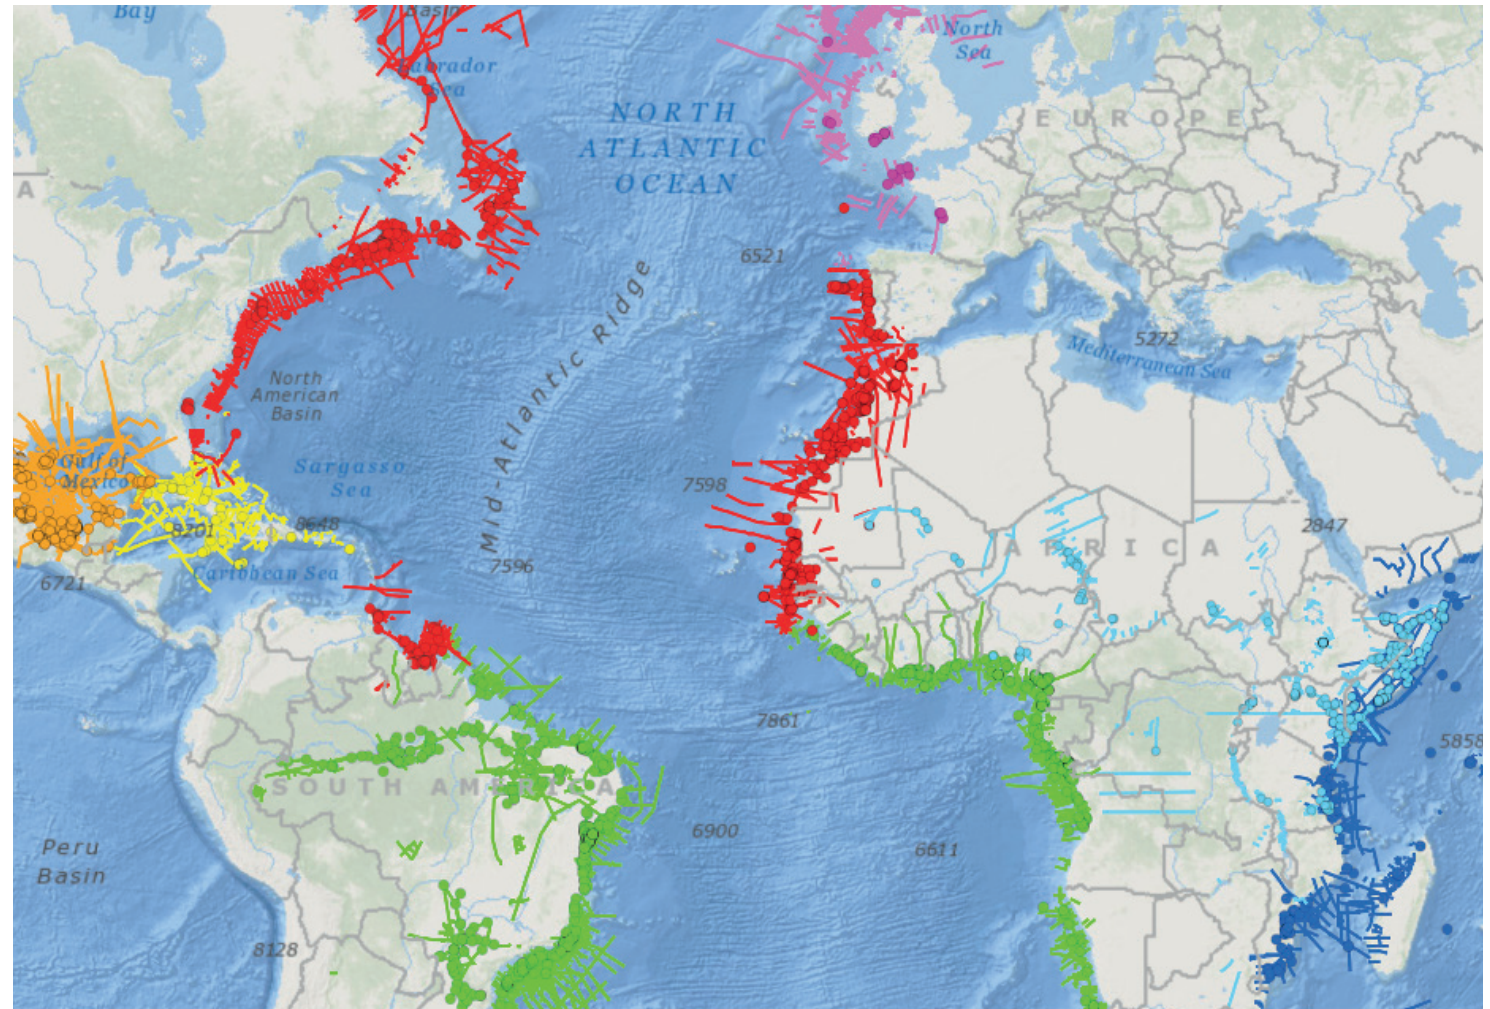 Bay
Basin
Labrador
Sea
North
Sea
NORTH
ATLANTIC
OCEAN
EUROPE
A
6521
Mid-Atlantic Ridge
5272
Mediterranean Sea
North
American
Basin
Gulf of
Mexico
Sargasso
Sea
7598
8201
8648
2847
AFRICA
7596
6721
Caribbean Sea
7861
5858
SOUTH AMERICA
6900
6611
Peru
Basin
8128